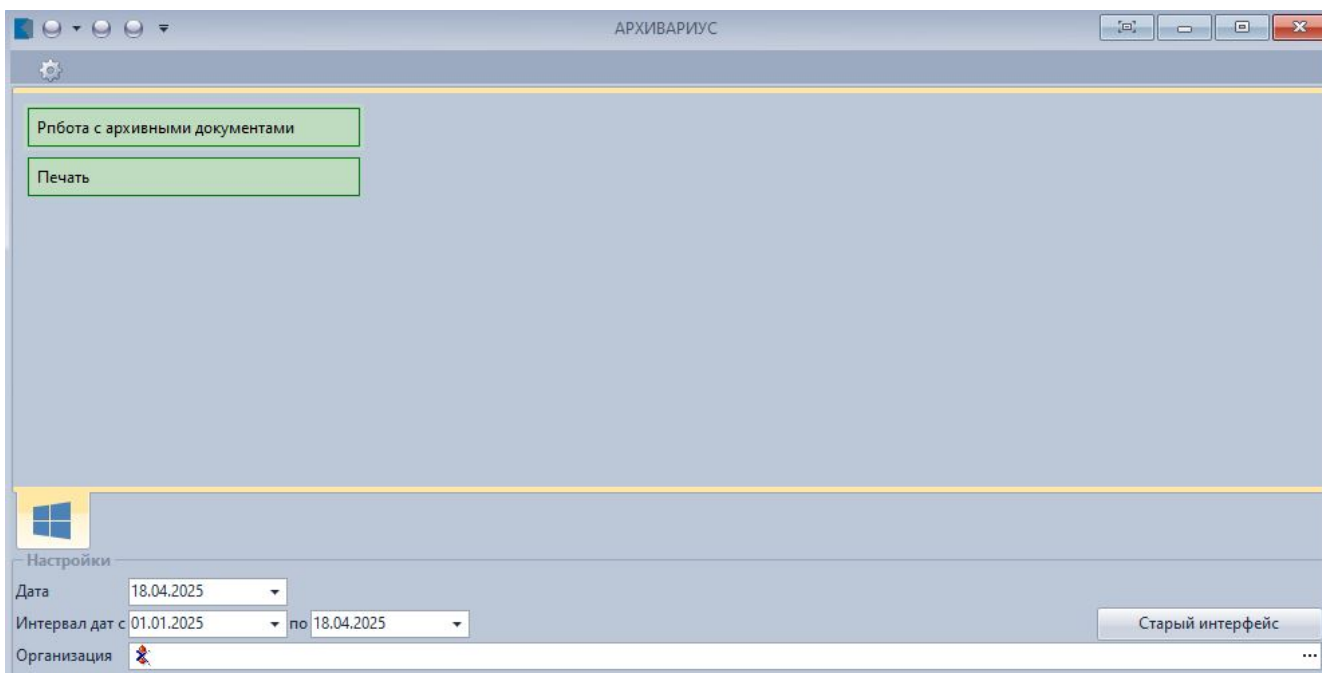 АРХИВАРИУС
Рпбота с архивными документами
Печать
Настройки
Дата 18.04.2025
Интервал дат с 01.01.2025 по 18.04.2025
Старый интерфейс
Организация ...